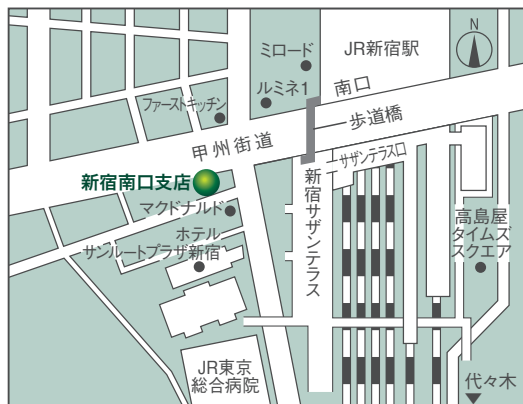 ミロード
JR新宿駅
N
ルミネ1
南口
ファーストキッチン
歩道橋
甲州街道
サザンテラス口
新宿南口支店
マクドナルド
新宿サザンテラス
ホテル
サンルートプラザ新宿
高島屋
タイムズ
スクエア
JR東京
総合病院
代々木